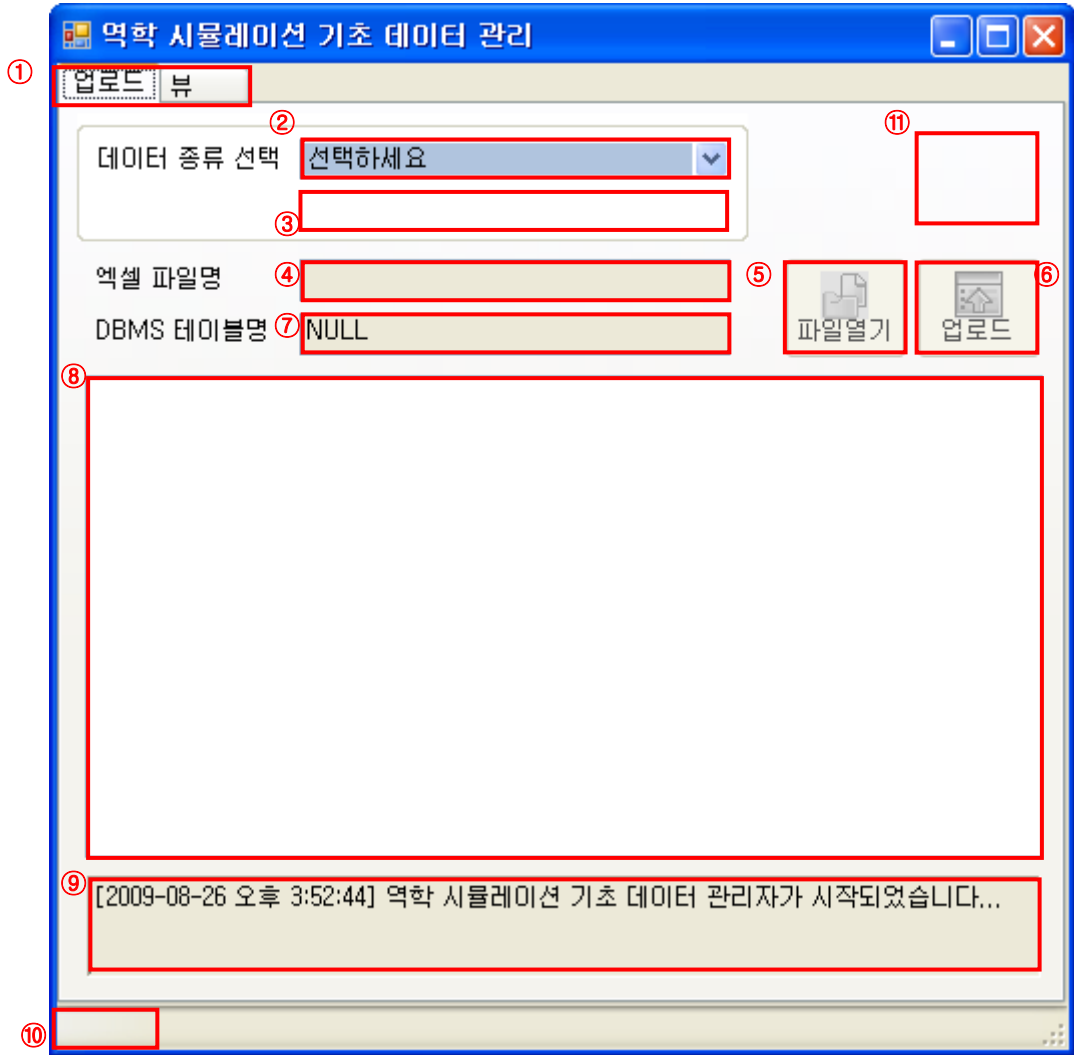 역학 시뮬레이션 기초 데이터 관리
① 업로드 뷰
② ⑪
데이터 종류 선택 선택하세요
③
엑셀 파일명 ④ ⑤ 파일열기 ⑥ 업로드
DBMS 테이블명 ⑦ NULL
⑧
⑨ [2009-08-26 오후 3:52:44] 역학 시뮬레이션 기초 데이터 관리자가 시작되었습니다...
⑩